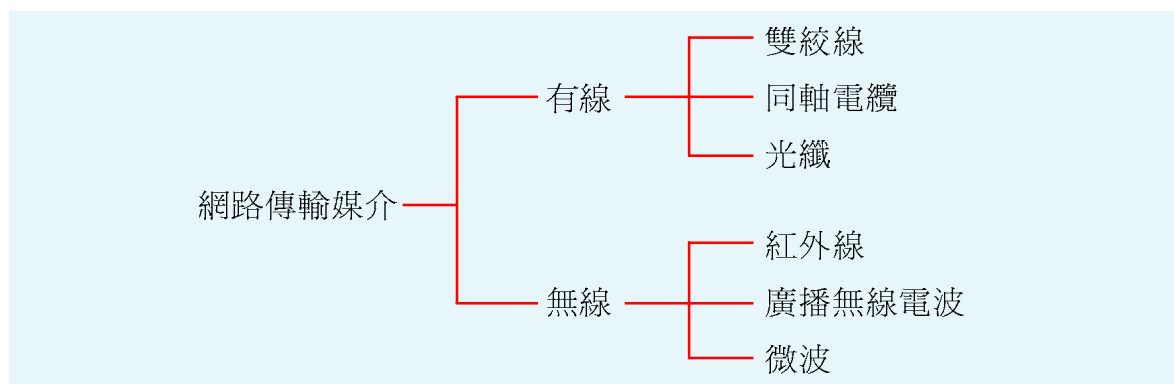 網路傳輸媒介
有線
雙絞線
同軸電纜
光纖
無線
紅外線
廣播無線電波
微波